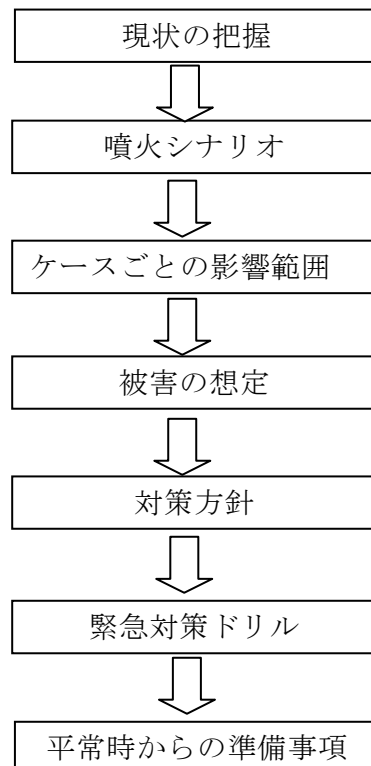 現状の把握
噴火シナリオ
ケースごとの影響範囲
被害の想定
対策方針
緊急対策ドリル
平常時からの準備事項